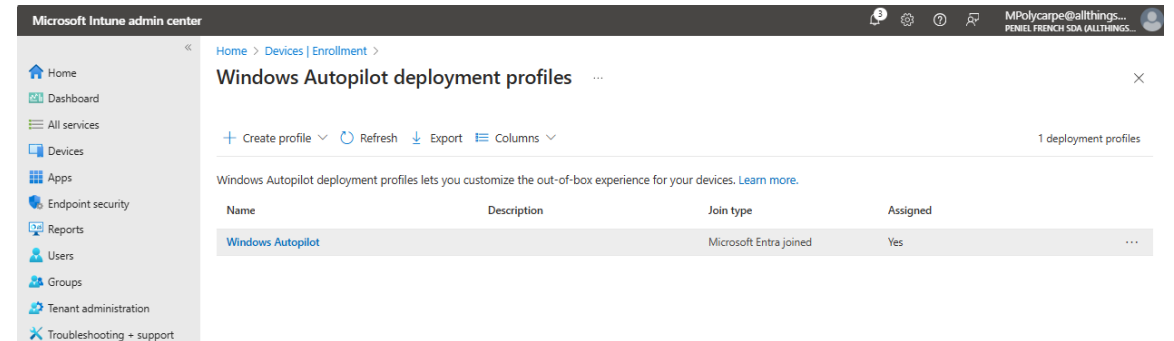 Microsoft Intune admin center
3
MPolycarpe@allthings...
PENIEL FRENCH SDA (ALLTHINGS...
«
Home
Dashboard
All services
Devices
Apps
Endpoint security
Reports
Users
Groups
Tenant administration
Troubleshooting + support
Home > Devices | Enrollment >
Windows Autopilot deployment profiles ...
+ Create profile Refresh Export Columns 1 deployment profiles
Windows Autopilot deployment profiles lets you customize the out-of-box experience for your devices. Learn more.
Name Description Join type Assigned
Windows Autopilot Microsoft Entra joined Yes ...